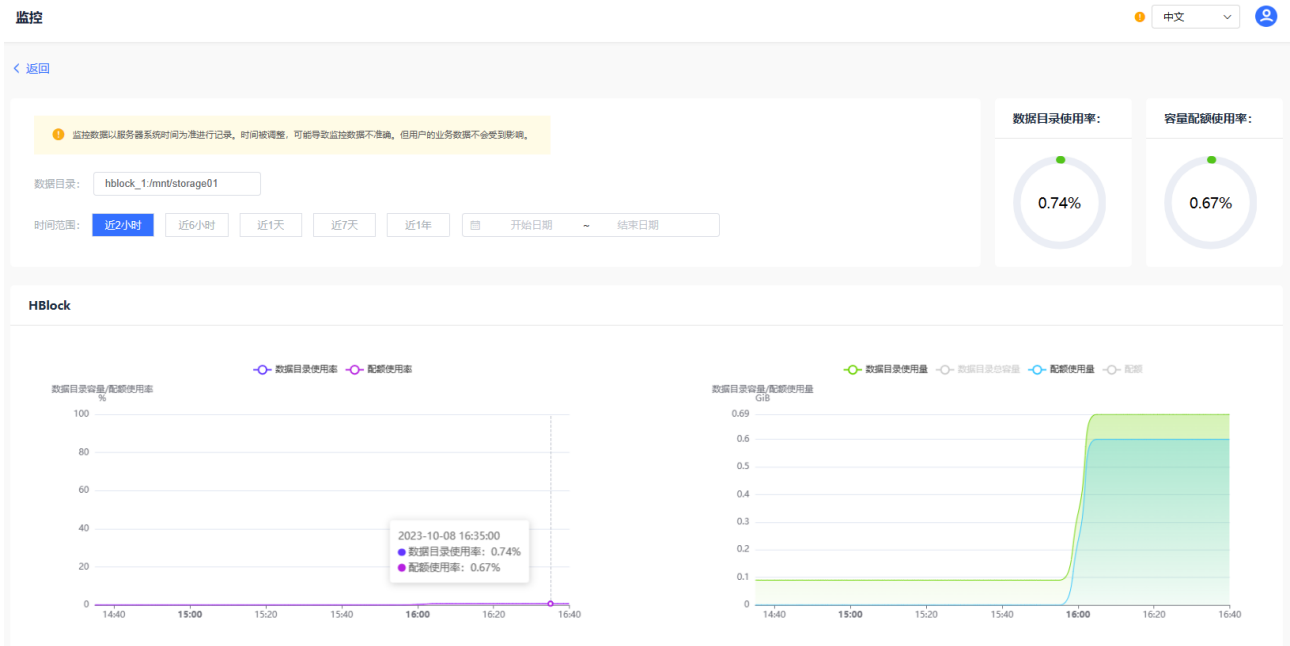 监控
中文
返回
监控数据以服务器系统时间为准进行记录。时间被调整，可能导致监控数据不准确。但用户的业务数据不会受到影响。
数据目录： hblock_1:/mnt/storage01
时间范围： 近2小时 近6小时 近1天 近7天 近1年 开始日期 ~ 结束日期
数据目录使用率：
0.74%
容量配额使用率：
0.67%
HBlock
数据目录使用率 配额使用率
数据目录容量/配额使用率
%
100
80
60
40
20
0
14:40 15:00 15:20 15:40 16:00 16:20 16:40
2023-10-08 16:35:00
数据目录使用率：0.74%
配额使用率：0.67%
数据目录使用量 数据目录总容量 配额使用量 配额
数据目录容量/配额使用量
GiB
0.69
0.6
0.5
0.4
0.3
0.2
0.1
0
14:40 15:00 15:20 15:40 16:00 16:20 16:40